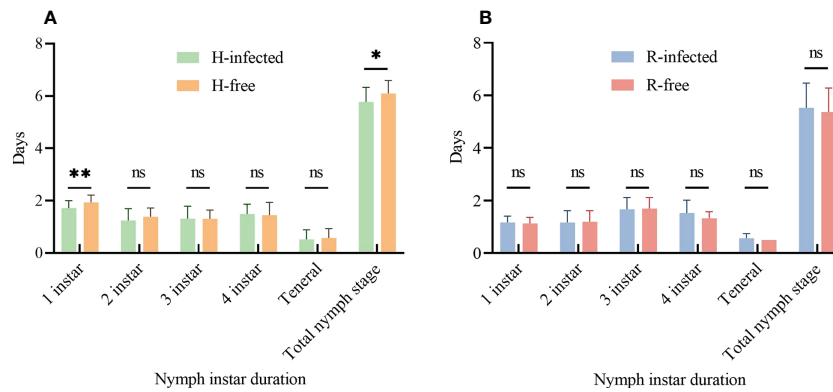 A
H-infected
H-free
Days
8
6
4
2
0
**
ns
ns
ns
ns
*
1 instar
2 instar
3 instar
4 instar
Teneral
Total nymph stage
Nymph instar duration
B
R-infected
R-free
Days
8
6
4
2
0
ns
ns
ns
ns
ns
ns
1 instar
2 instar
3 instar
4 instar
Teneral
Total nymph stage
Nymph instar duration